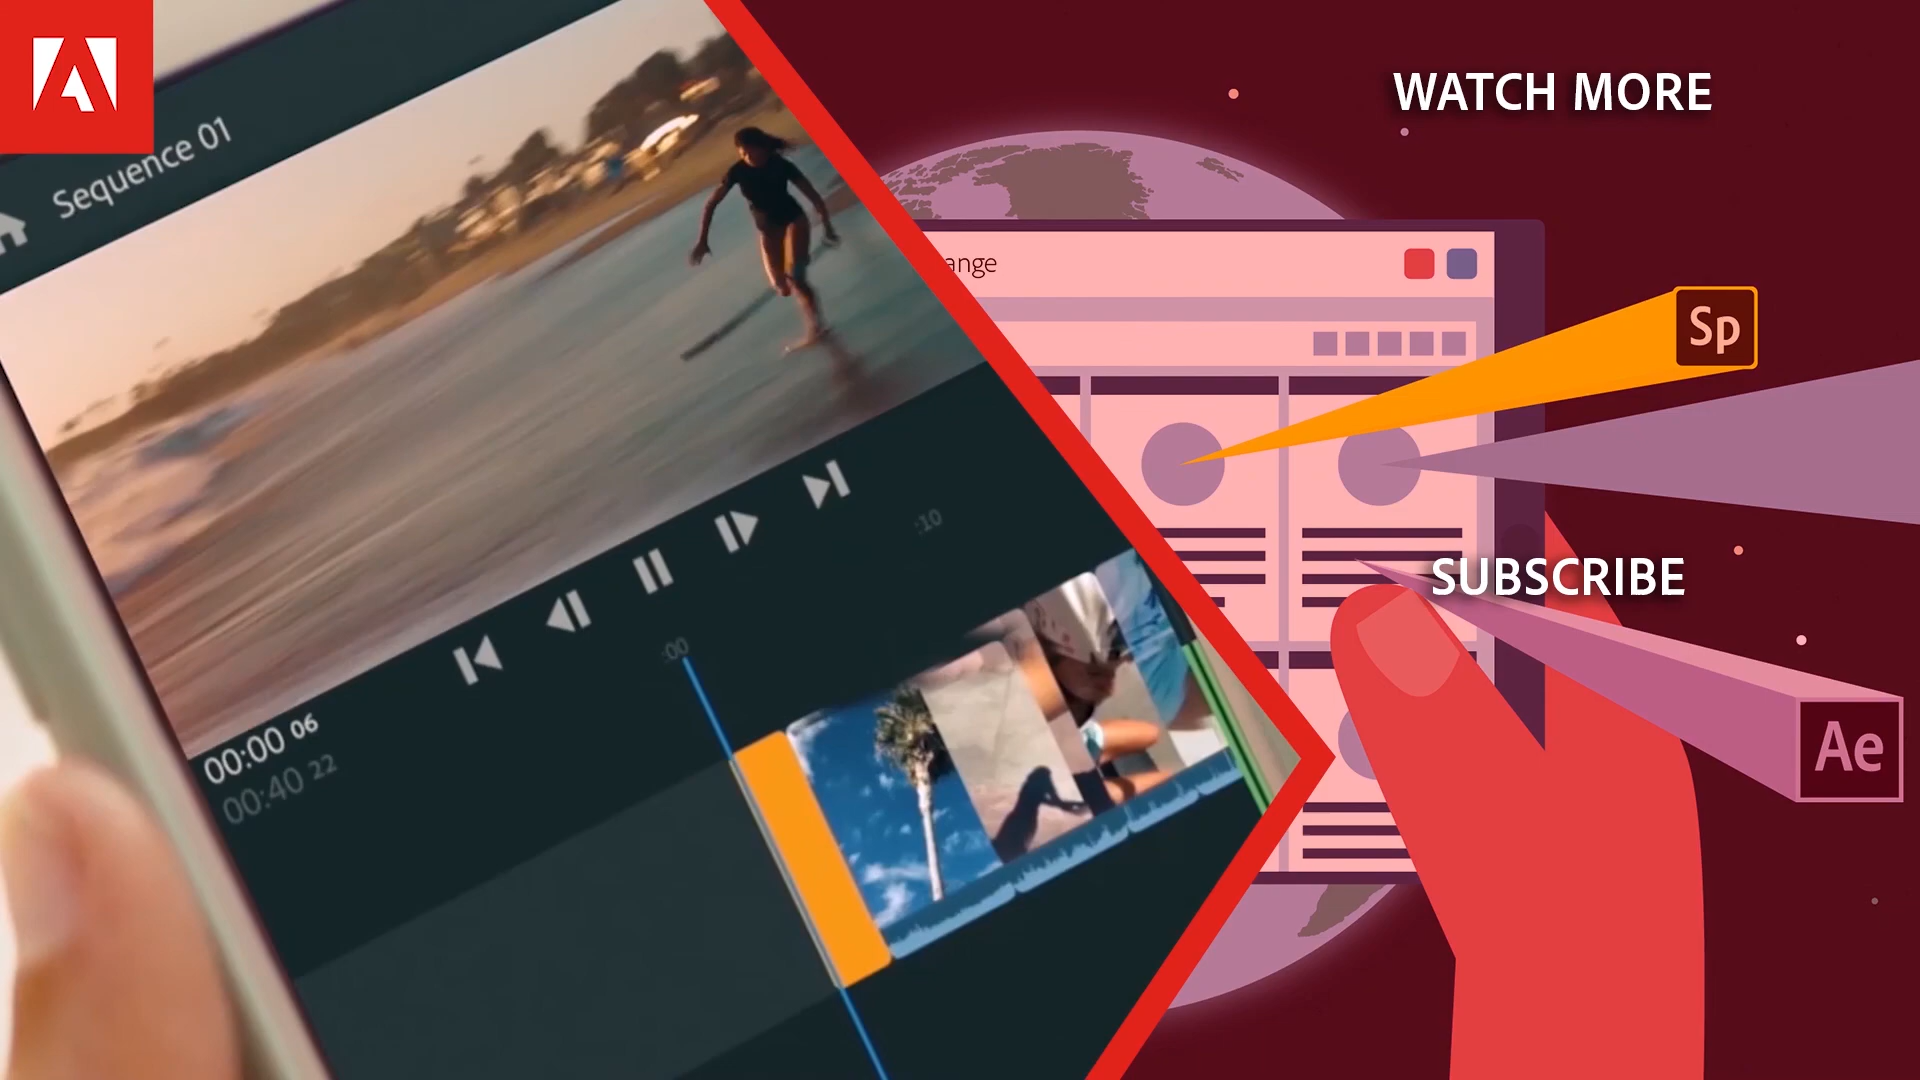 Sequence 01
00:00 06
00:40 22
:00
:10
WATCH MORE
ange
Sp
SUBSCRIBE
Ae